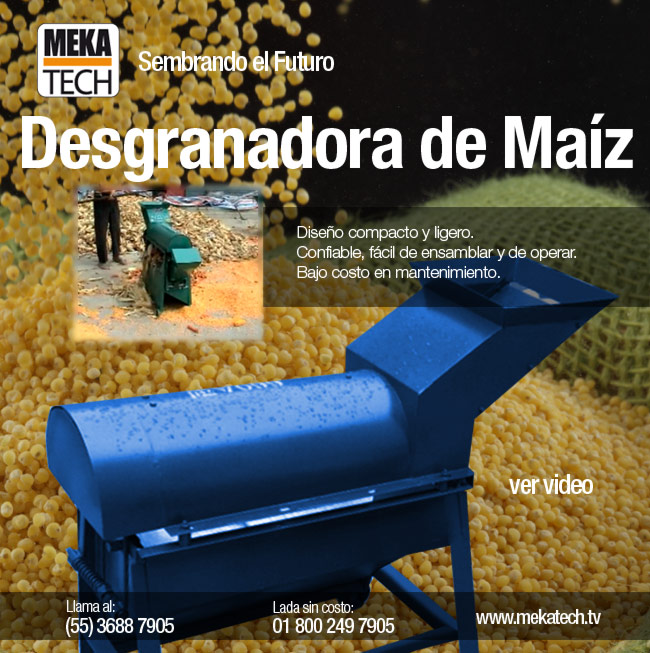 MEKA
TECH
Sembrando el Futuro
Desgranadora de Maíz
Diseño compacto y ligero.
Confiable, fácil de ensamblar y de operar.
Bajo costo en mantenimiento.
ver video
Llama al:
(55) 3688 7905
Lada sin costo:
01 800 249 7905
www.mekatech.tv